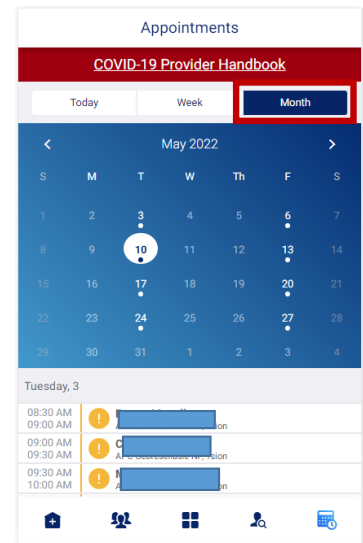 Appointments
COVID-19 Provider Handbook
Today Week Month
May 2022
S M T W Th F S
1 2 3 4 5 6 7
8 9 10 11 12 13 14
15 16 17 18 19 20 21
22 23 24 25 26 27 28
29 30 31 1 2 3 4
Tuesday, 3
08:30 AM
09:00 AM
09:00 AM
09:30 AM
09:30 AM
10:00 AM